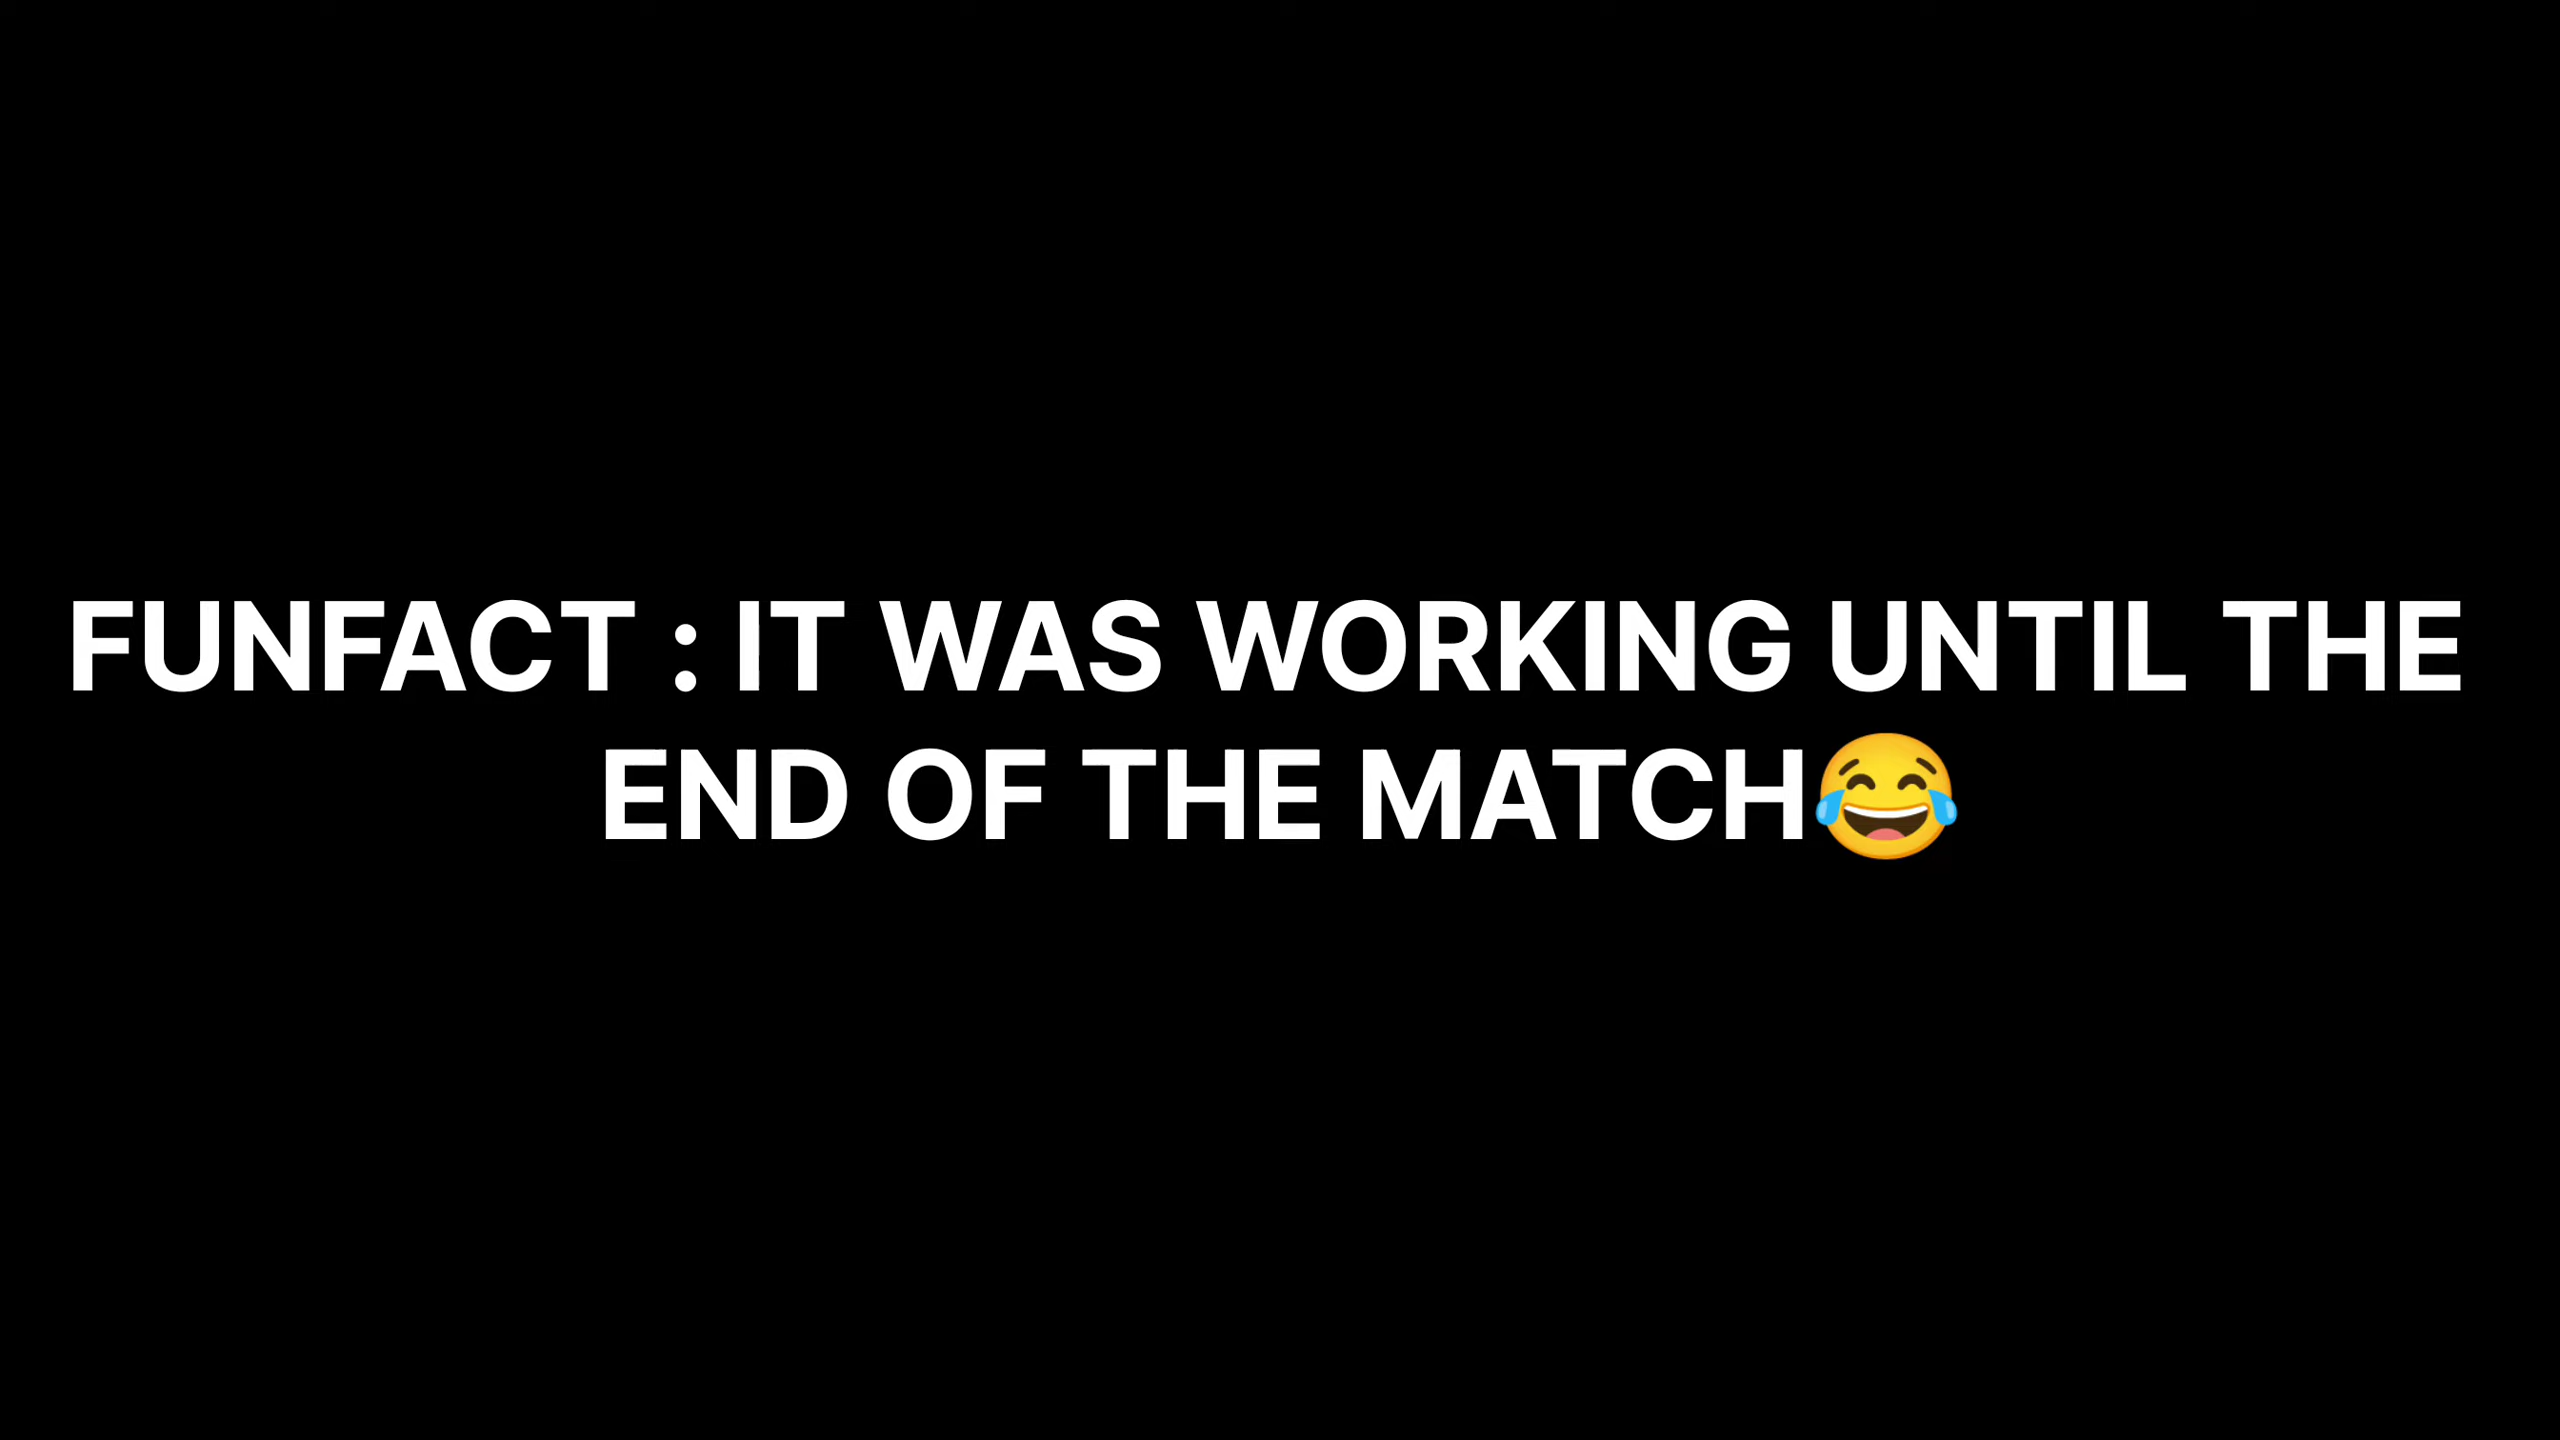 FUNFACT : IT WAS WORKING UNTIL THE
END OF THE MATCH😂